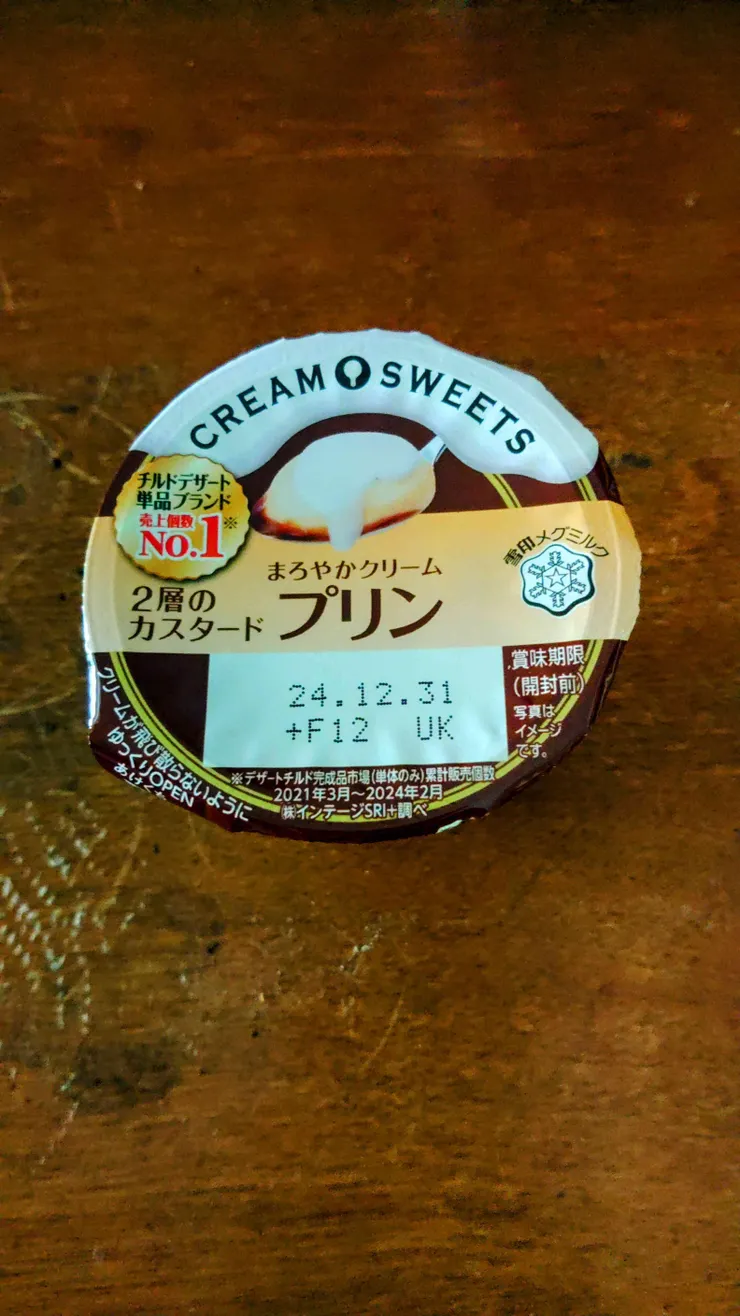 CREAM SWEETS
チルドデザート
単品ブランド
売上個数※
No.1
まろやかクリーム
2層の
カスタード
プリン
雪印メグミルク
24.12.31
+F12 UK
賞味期限
(開封前)
写真は
イメージ
です。
クリームが飛び散らないように
ゆっくりOPEN
※デザートチルド完成品市場(単体のみ)累計販売個数
2021年3月~2024年2月
㈱インテージSRI+調べ